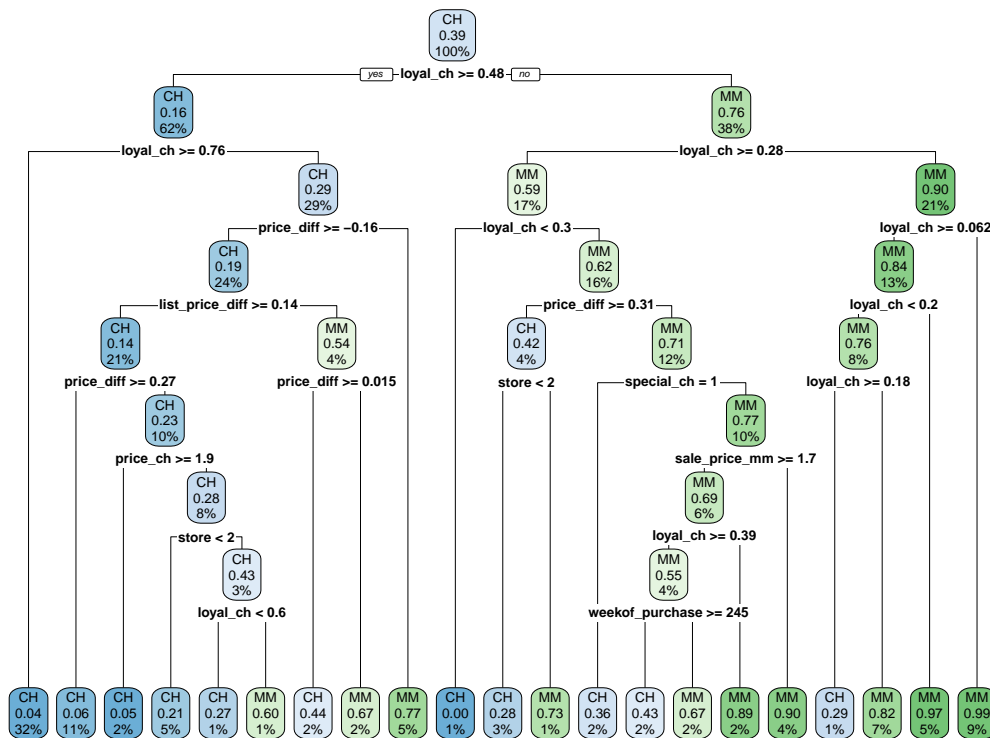 CH
0.39
100%
yes
loyal_ch >= 0.48
no
CH
0.16
62%
MM
0.76
38%
loyal_ch >= 0.76
loyal_ch >= 0.28
CH
0.29
29%
MM
0.59
17%
MM
0.90
21%
price_diff >= −0.16
loyal_ch < 0.3
loyal_ch >= 0.062
CH
0.19
24%
MM
0.62
16%
MM
0.84
13%
list_price_diff >= 0.14
price_diff >= 0.31
loyal_ch < 0.2
CH
0.14
21%
MM
0.54
4%
CH
0.42
4%
MM
0.71
12%
MM
0.76
8%
price_diff >= 0.27
price_diff >= 0.015
store < 2
special_ch = 1
loyal_ch >= 0.18
CH
0.23
10%
MM
0.77
10%
price_ch >= 1.9
sale_price_mm >= 1.7
CH
0.28
8%
MM
0.69
6%
store < 2
loyal_ch >= 0.39
CH
0.43
3%
MM
0.55
4%
loyal_ch < 0.6
weekof_purchase >= 245
CH
0.04
32%
CH
0.06
11%
CH
0.05
2%
CH
0.21
5%
CH
0.27
1%
MM
0.60
1%
CH
0.44
2%
MM
0.67
2%
MM
0.77
5%
CH
0.00
1%
CH
0.28
3%
MM
0.73
1%
CH
0.36
2%
CH
0.43
2%
MM
0.67
2%
MM
0.89
2%
MM
0.90
4%
CH
0.29
1%
MM
0.82
7%
MM
0.97
5%
MM
0.99
9%